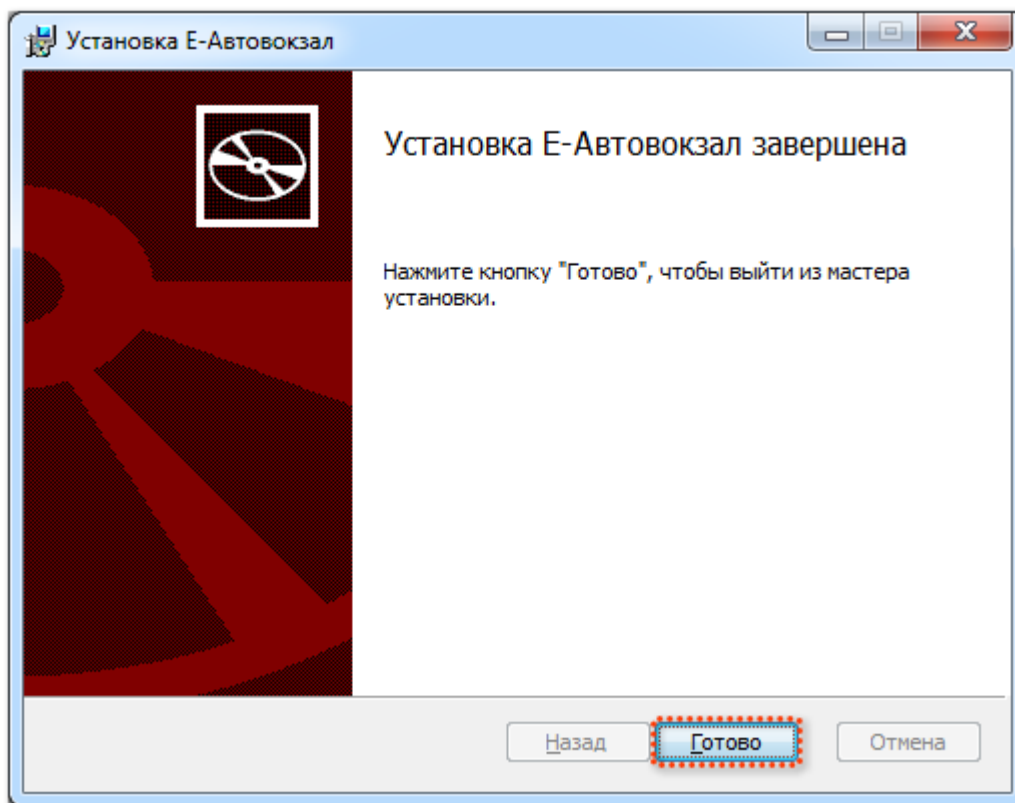 Установка Е-Автовокзал
Установка Е-Автовокзал завершена
Нажмите кнопку "Готово", чтобы выйти из мастера
установки.
Назад Готово Отмена